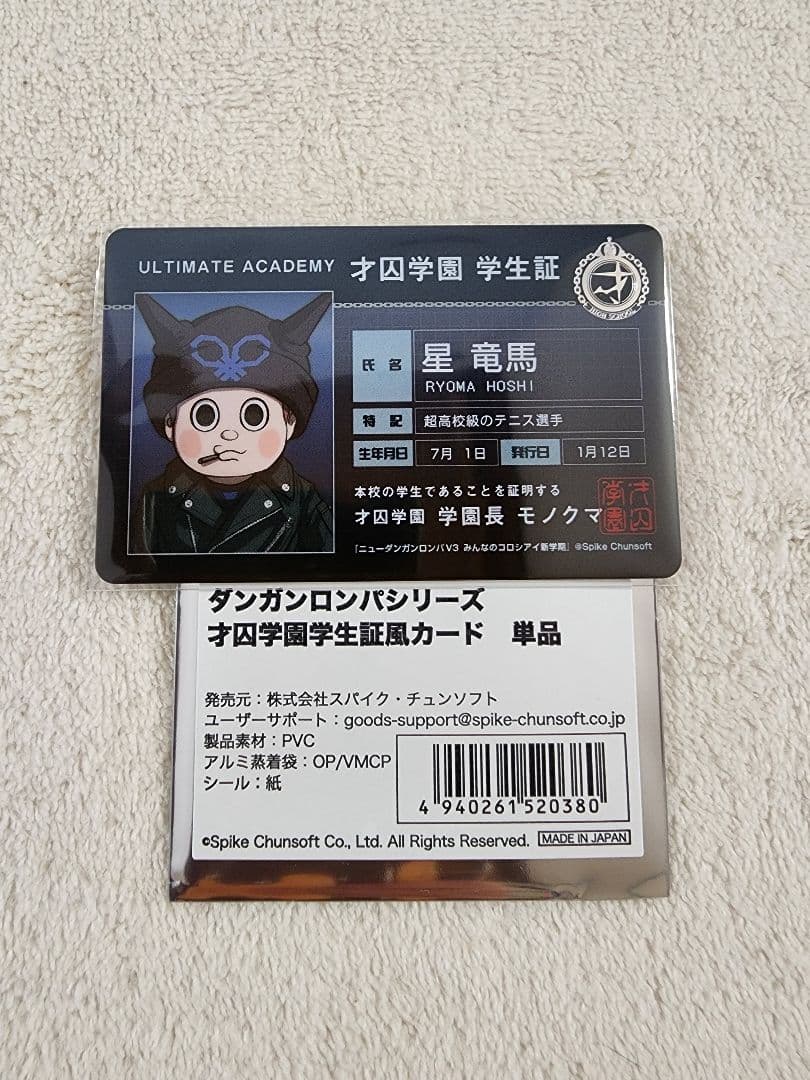 ULTIMATE ACADEMY 才囚学園 学生証
才
HIGH SCHOOL
氏名 星 竜馬
RYOMA HOSHI
特記 超高校級のテニス選手
生年月日 7月 1日 発行日 1月12日
本校の学生であることを証明する
才囚学園 学園長 モノクマ
才囚学園
『ニューダンガンロンパV3 みんなのコロシアイ新学期』 ©Spike Chunsoft
ダンガンロンパシリーズ
才囚学園学生証風カード 単品
発売元：株式会社スパイク・チュンソフト
ユーザーサポート：goods-support@spike-chunsoft.co.jp
製品素材：PVC
アルミ蒸着袋：OP/VMCP
シール：紙
4 940261 520380
©Spike Chunsoft Co., Ltd. All Rights Reserved. MADE IN JAPAN